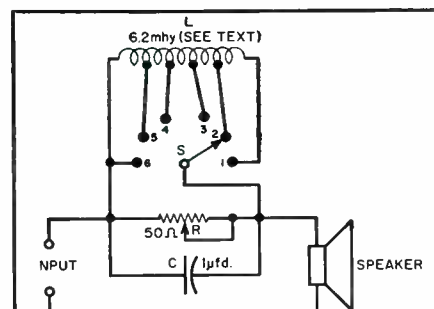 L
6.2mhy (SEE TEXT)
4
3
5
2
S
6
1
50Ω
R
NPUT
C
1μfd.
SPEAKER